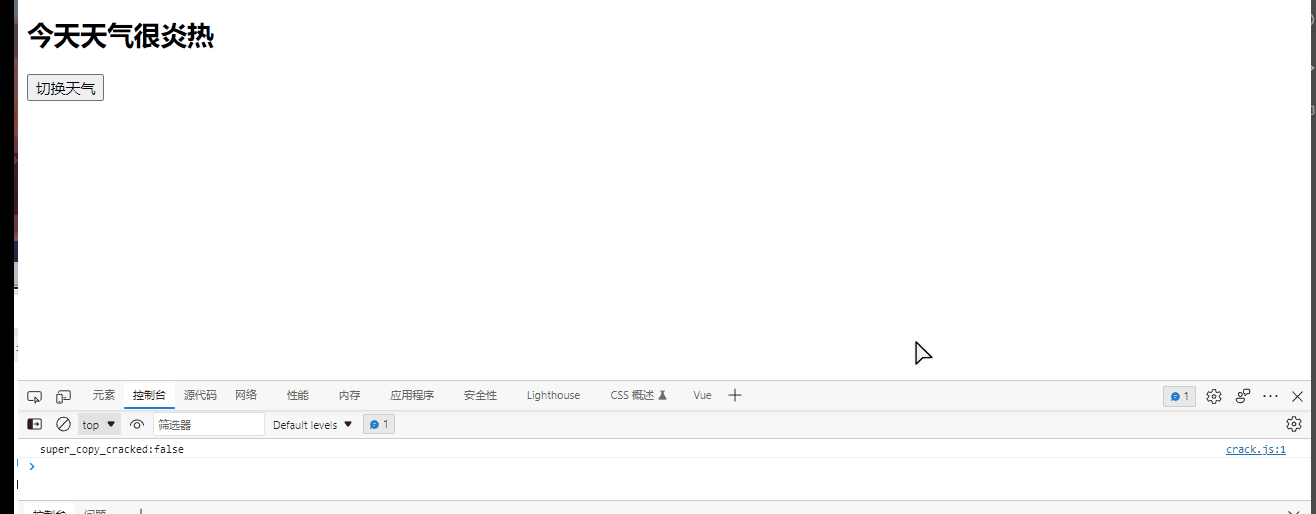 今天天气很炎热
切换天气
元素 控制台 源代码 网络 性能 内存 应用程序 安全性 Lighthouse CSS 概述 Vue 1
top 筛选器 Default levels 1
super_copy_cracked:false crack.js:1
控制台 问题